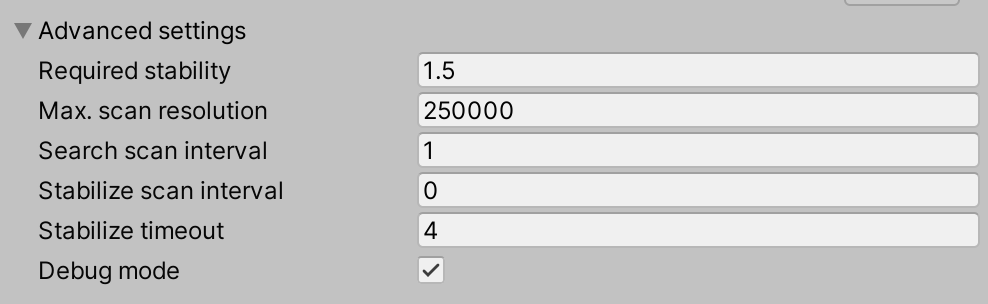 Advanced settings
Required stability 1.5
Max. scan resolution 250000
Search scan interval 1
Stabilize scan interval 0
Stabilize timeout 4
Debug mode